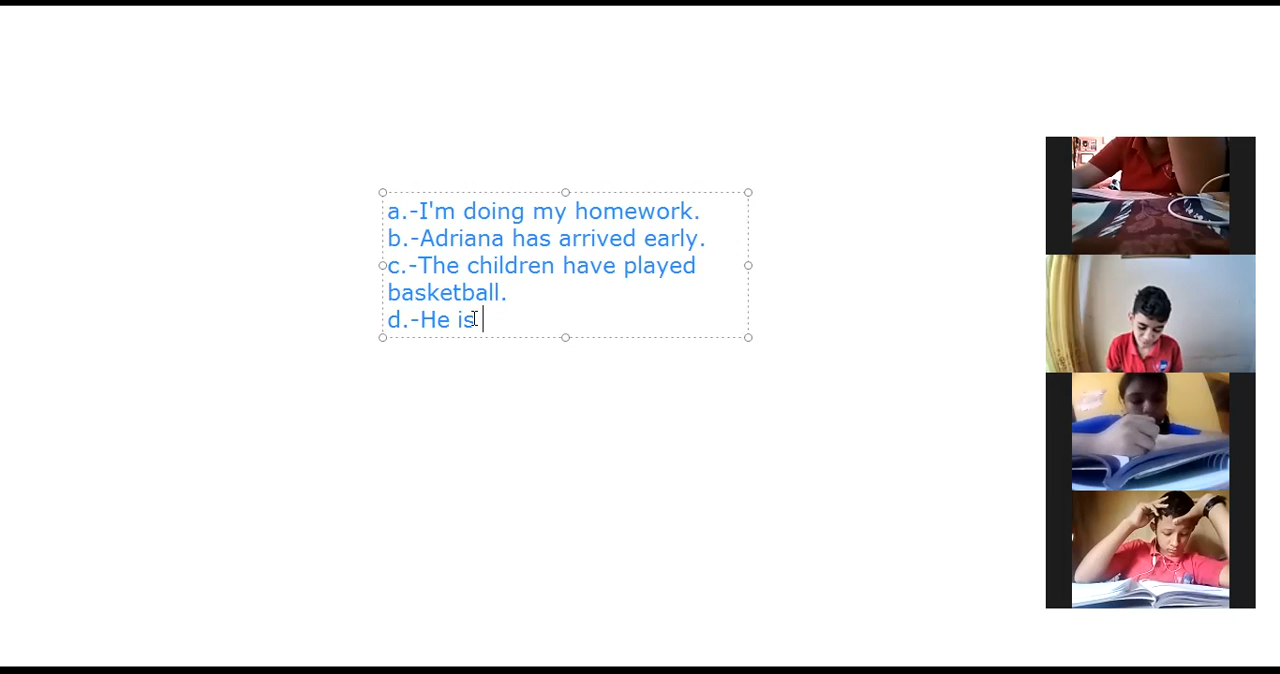 a.-I'm doing my homework.
b.-Adriana has arrived early.
c.-The children have played
basketball.
d.-He is